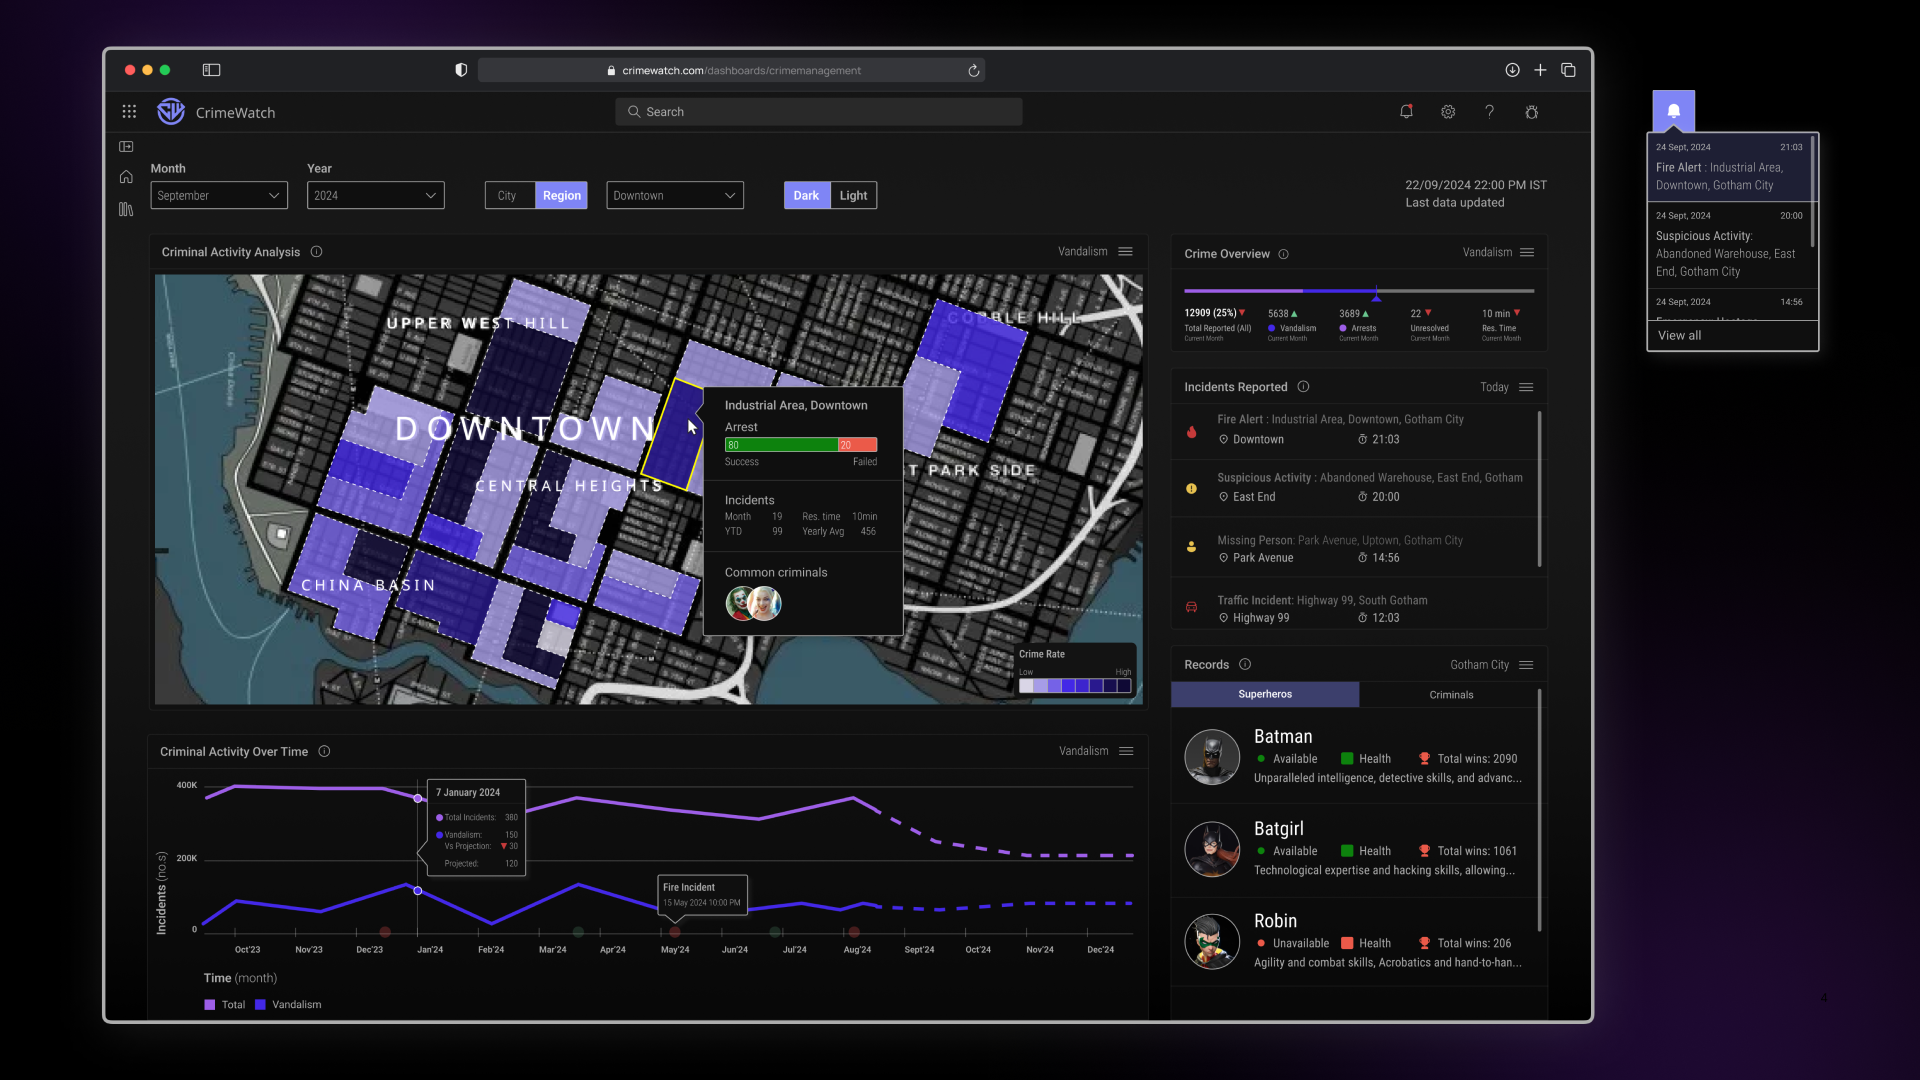 crimewatch.com/dashboards/crimemanagement
CrimeWatch
Search
Month
Year
September
2024
City
Region
Downtown
Dark
Light
22/09/2024 22:00 PM IST
Last data updated
Criminal Activity Analysis
Vandalism
UPPER WEST HILL
DOWNTOWN
CENTRAL HEIGHTS
CHINA BASIN
COBBLE HILL
ST PARK SIDE
Industrial Area, Downtown
Arrest
80
20
Success
Failed
Incidents
Month 19 Res. time 10min
YTD 99 Yearly Avg 456
Common criminals
Crime Rate
Low High
Criminal Activity Over Time
Vandalism
400K
200K
0
Incidents (no.s)
7 January 2024
Total Incidents: 380
Vandalism: 150
Vs Projection: 30
Projected: 120
Fire Incident
15 May 2024 10:00 PM
Oct'23 Nov'23 Dec'23 Jan'24 Feb'24 Mar'24 Apr'24 May'24 Jun'24 Jul'24 Aug'24 Sept'24 Oct'24 Nov'24 Dec'24
Time (month)
Total Vandalism
Crime Overview
Vandalism
12909 (25%) 5638 3689 22 10 min
Total Reported (All) Vandalism Arrests Unresolved Res. Time
Current Month Current Month Current Month Current Month Current Month
Incidents Reported
Today
Fire Alert : Industrial Area, Downtown, Gotham City
Downtown 21:03
Suspicious Activity : Abandoned Warehouse, East End, Gotham
East End 20:00
Missing Person: Park Avenue, Uptown, Gotham City
Park Avenue 14:56
Traffic Incident: Highway 99, South Gotham
Highway 99 12:03
Records
Gotham City
Superheros
Criminals
Batman
Available Health Total wins: 2090
Unparalleled intelligence, detective skills, and advanc...
Batgirl
Available Health Total wins: 1061
Technological expertise and hacking skills, allowing...
Robin
Unavailable Health Total wins: 206
Agility and combat skills, Acrobatics and hand-to-han...
24 Sept, 2024 21:03
Fire Alert : Industrial Area,
Downtown, Gotham City
24 Sept, 2024 20:00
Suspicious Activity:
Abandoned Warehouse, East
End, Gotham City
24 Sept, 2024 14:56
View all
4